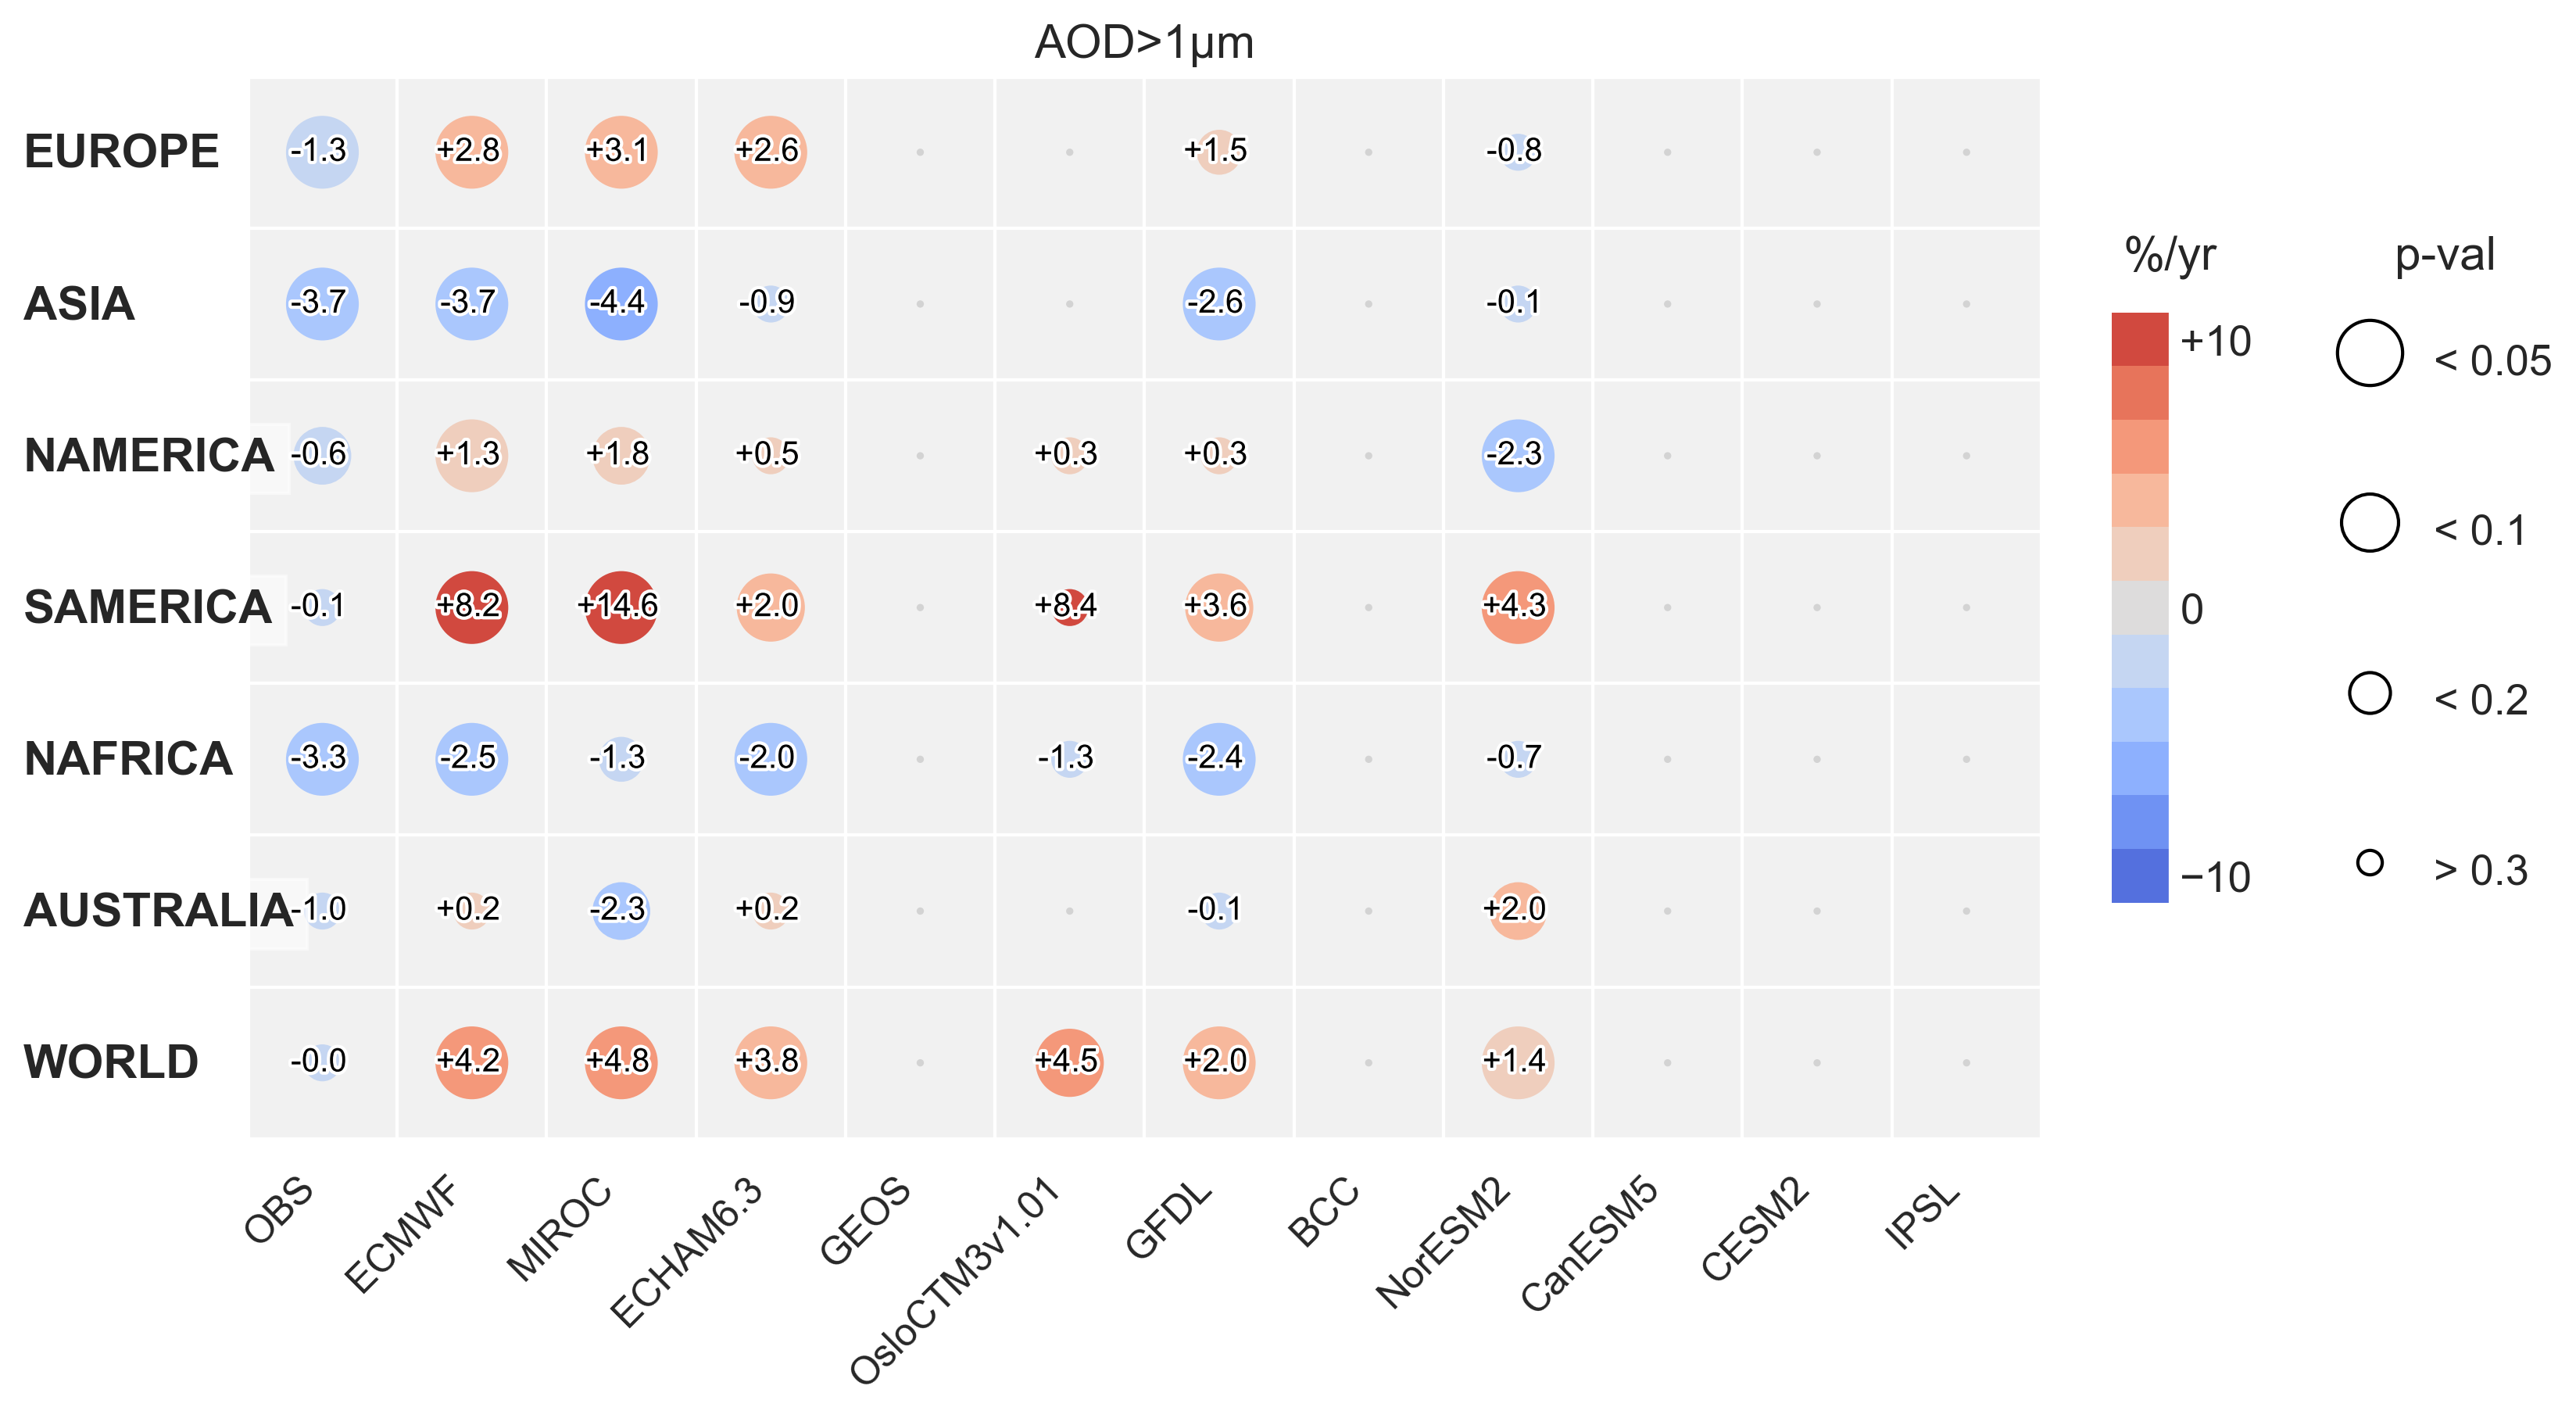 AOD>1µm
EUROPE -1.3 +2.8 +3.1 +2.6 +1.5 -0.8
ASIA -3.7 -3.7 -4.4 -0.9 -2.6 -0.1
NAMERICA -0.6 +1.3 +1.8 +0.5 +0.3 +0.3 -2.3
SAMERICA -0.1 +8.2 +14.6 +2.0 +8.4 +3.6 +4.3
NAFRICA -3.3 -2.5 -1.3 -2.0 -1.3 -2.4 -0.7
AUSTRALIA -1.0 +0.2 -2.3 +0.2 -0.1 +2.0
WORLD -0.0 +4.2 +4.8 +3.8 +4.5 +2.0 +1.4
OBS ECMWF MIROC ECHAM6.3 GEOS OsloCTM3v1.01 GFDL BCC NorESM2 CanESM5 CESM2 IPSL
%/yr
+10
0
−10
p-val
< 0.05
< 0.1
< 0.2
> 0.3